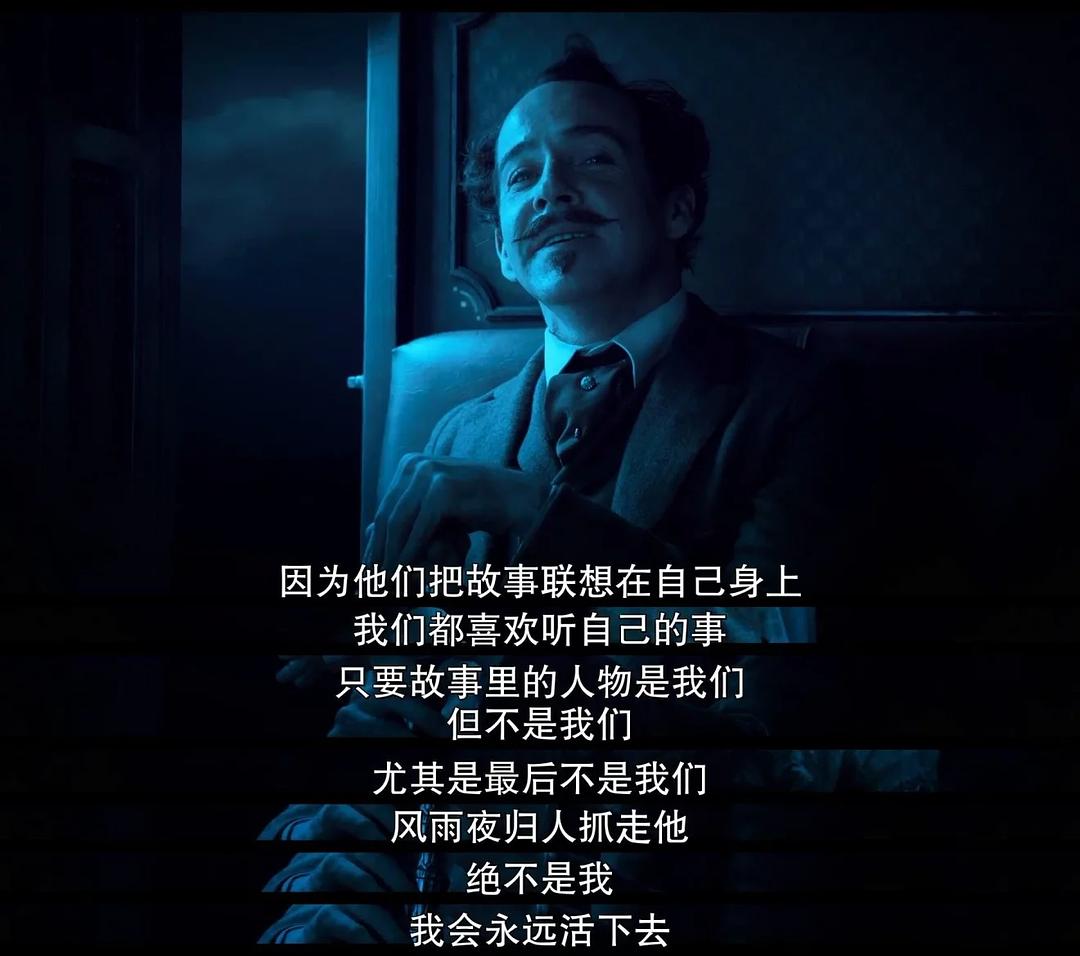 因为他们把故事联想在自己身上
我们都喜欢听自己的事
只要故事里的人物是我们
但不是我们
尤其是最后不是我们
风雨夜归人抓走他
绝不是我
我会永远活下去